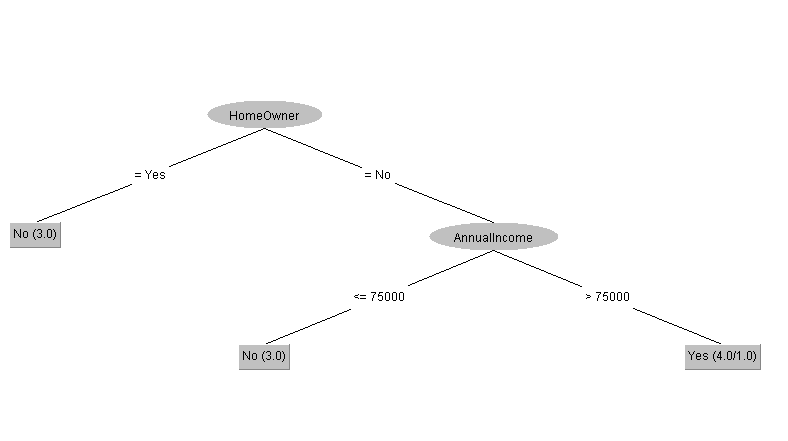 HomeOwner
= Yes
= No
No (3.0)
AnnualIncome
<= 75000
> 75000
No (3.0)
Yes (4.0/1.0)